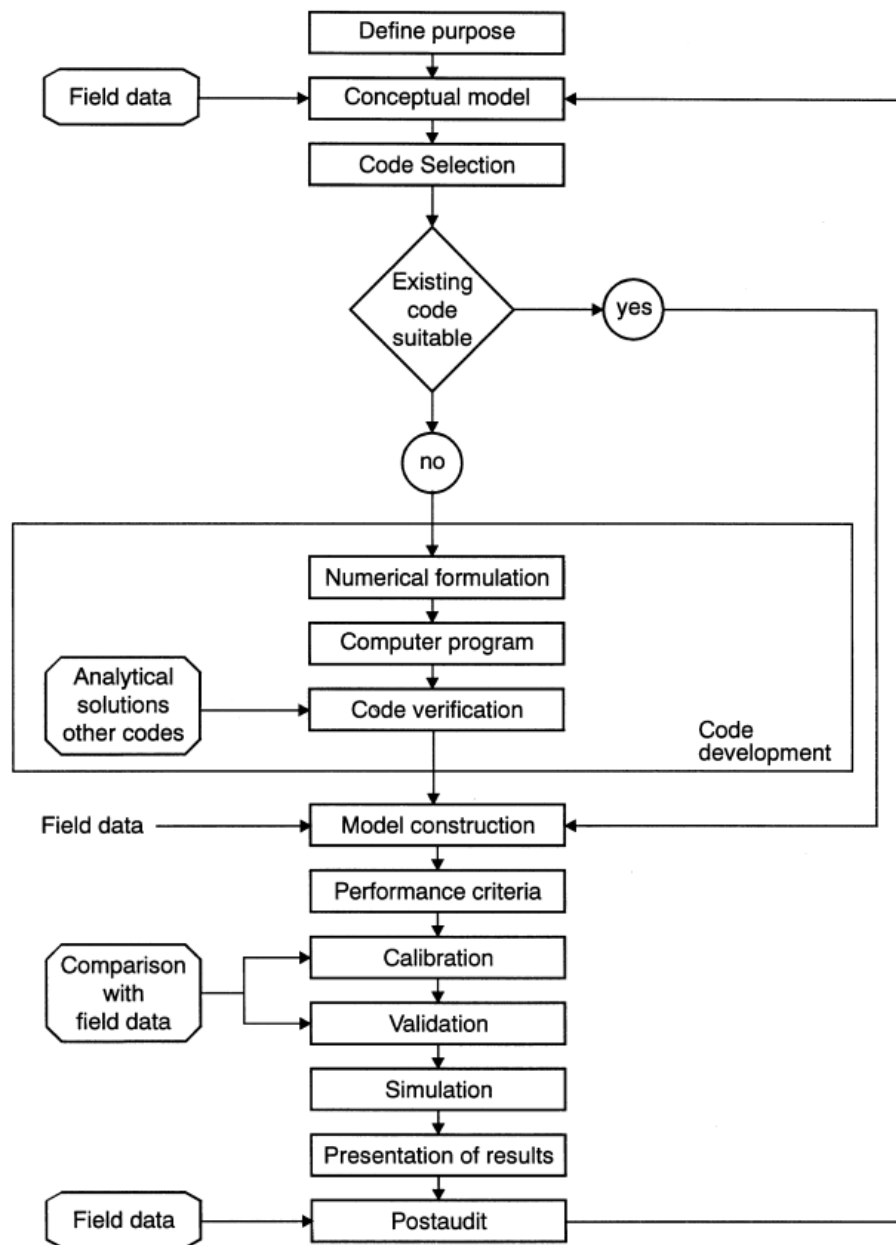 Define purpose
Field data
Conceptual model
Code Selection
Existing
code
suitable
yes
no
Numerical formulation
Computer program
Analytical
solutions
other codes
Code verification
Code
development
Field data
Model construction
Performance criteria
Comparison
with
field data
Calibration
Validation
Simulation
Presentation of results
Field data
Postaudit